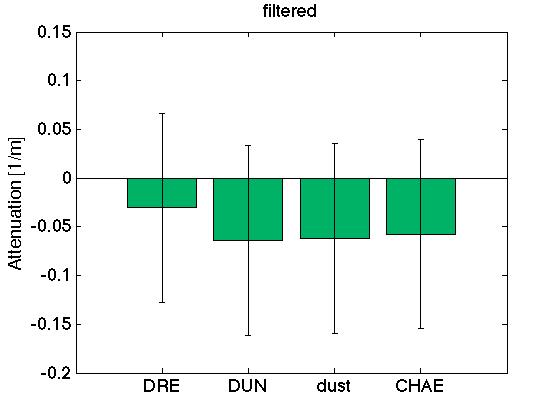 filtered
0.15
0.1
0.05
0
-0.05
-0.1
-0.15
-0.2
Attenuation [1/m]
DRE DUN dust CHAE